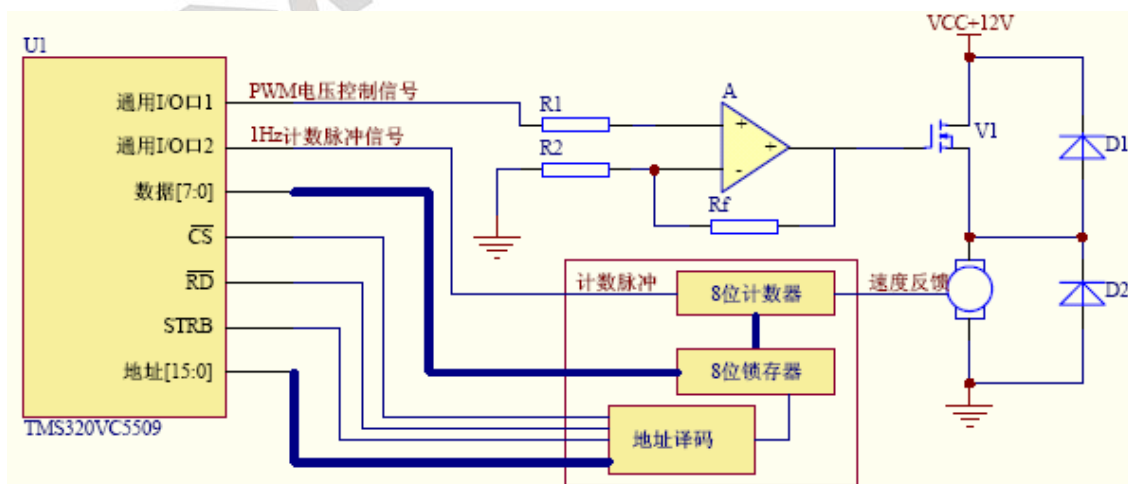 VCC+12V
U1
通用I/O口1
PWM电压控制信号
R1
A
V1
D1
通用I/O口2
1Hz计数脉冲信号
R2
数据[7:0]
Rf
CS
RD
计数脉冲
8位计数器
速度反馈
D2
STRB
地址[15:0]
8位锁存器
地址译码
TMS320VC5509